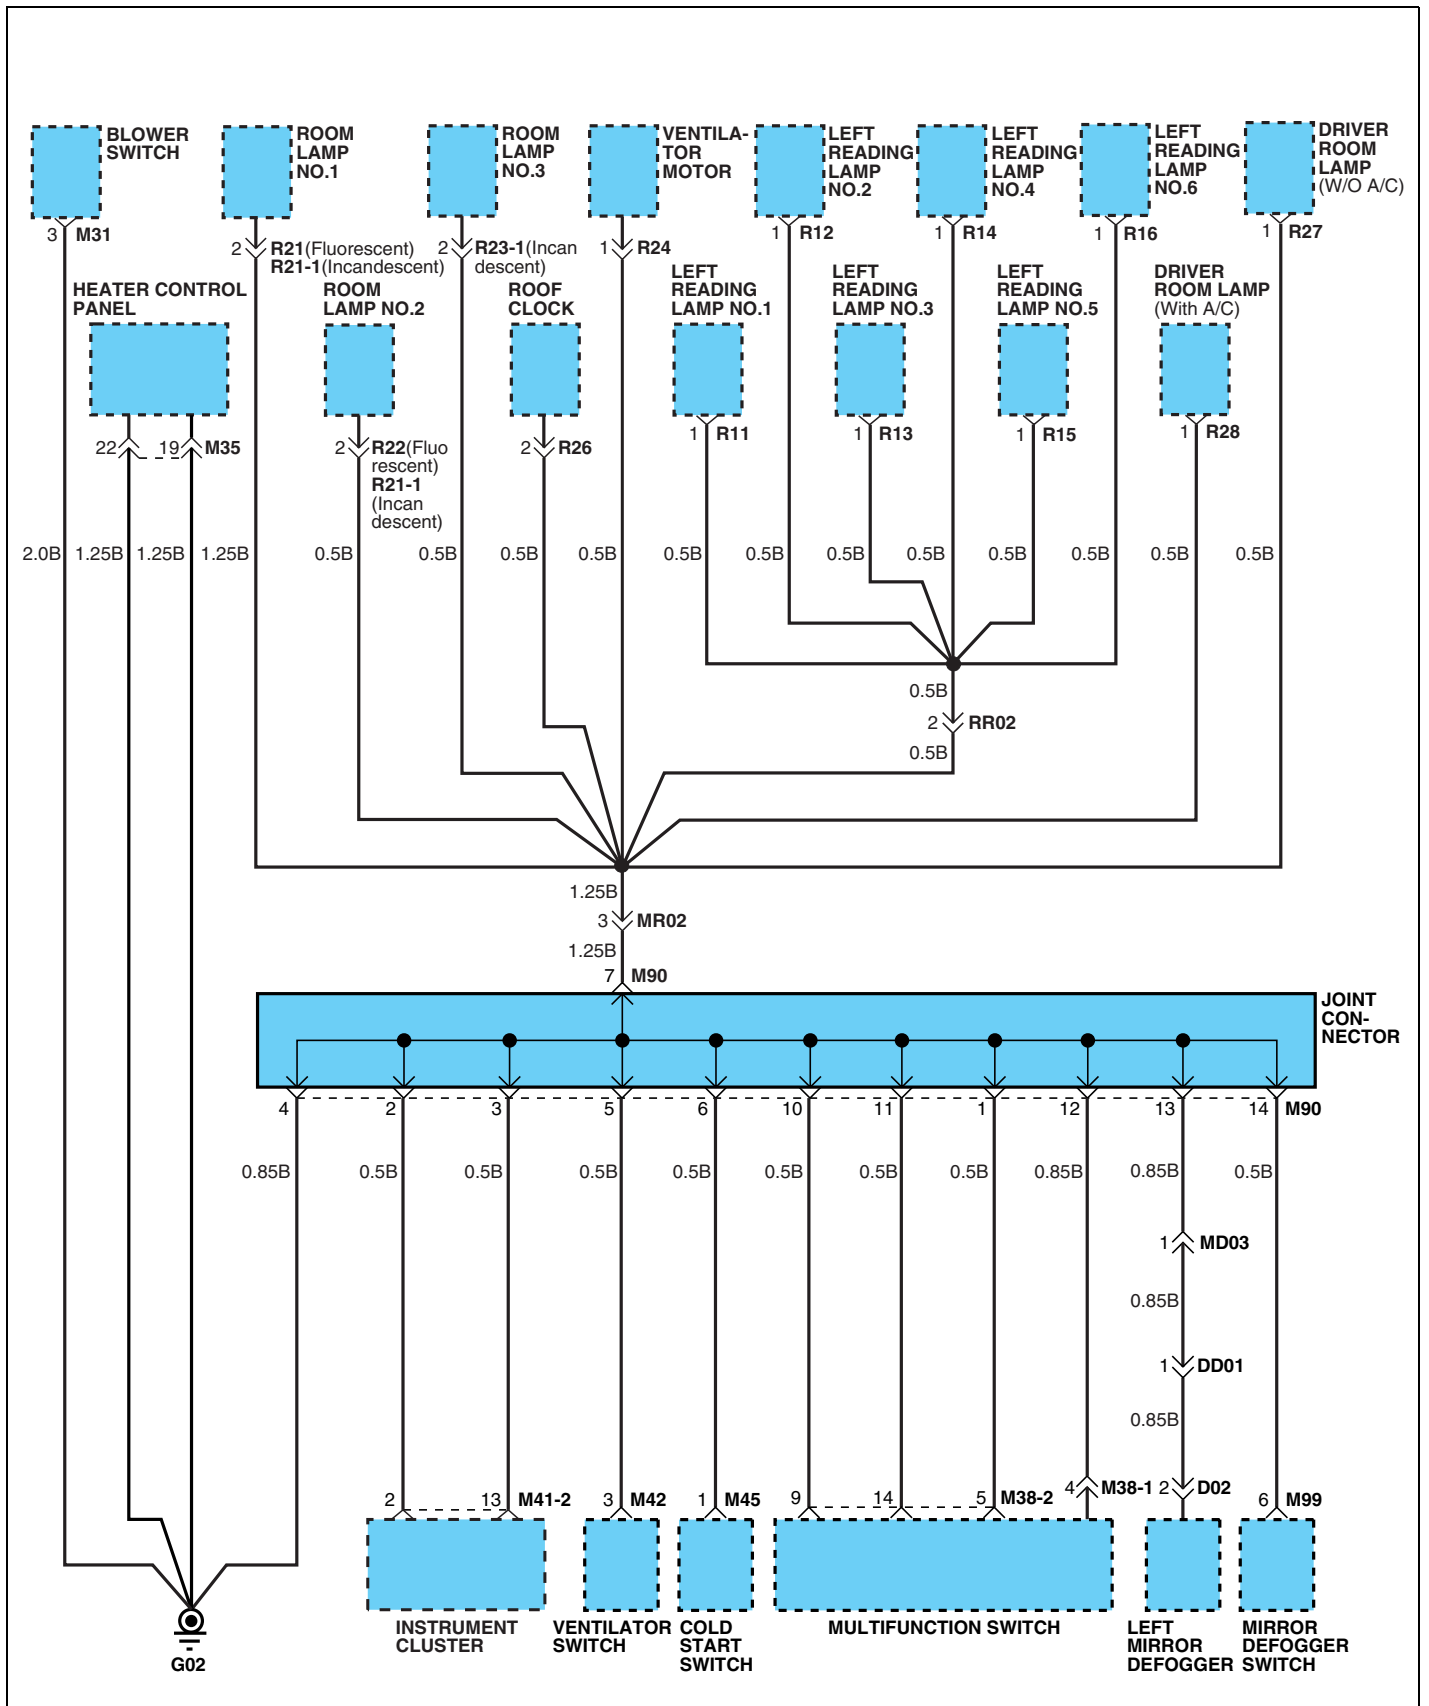 BLOWER
SWITCH
ROOM
LAMP
NO.1
ROOM
LAMP
NO.3
VENTILA-
TOR
MOTOR
LEFT
READING
LAMP
NO.2
LEFT
READING
LAMP
NO.4
LEFT
READING
LAMP
NO.6
DRIVER
ROOM
LAMP
(W/O A/C)
3 M31
2 R21(Fluorescent)
R21-1(Incandescent)
2 R23-1(Incan
descent)
1 R24
1 R12
1 R14
1 R16
1 R27
HEATER CONTROL
PANEL
ROOM
LAMP NO.2
ROOF
CLOCK
LEFT
READING
LAMP NO.1
LEFT
READING
LAMP NO.3
LEFT
READING
LAMP NO.5
DRIVER
ROOM LAMP
(With A/C)
22 19 M35
2 R22(Fluo
rescent)
R21-1
(Incan
descent)
2 R26
1 R11
1 R13
1 R15
1 R28
2.0B 1.25B 1.25B 1.25B 0.5B 0.5B 0.5B 0.5B 0.5B 0.5B 0.5B 0.5B 0.5B 0.5B 0.5B 0.5B
0.5B
2 RR02
0.5B
1.25B
3 MR02
1.25B
7 M90
JOINT
CON-
NECTOR
4 2 3 5 6 10 11 1 12 13 14 M90
0.85B 0.5B 0.5B 0.5B 0.5B 0.5B 0.5B 0.5B 0.85B 0.85B 0.5B
1 MD03
0.85B
1 DD01
0.85B
2 13 M41-2
3 M42
1 M45
9 14 5 M38-2
4 M38-1
2 D02
6 M99
INSTRUMENT
CLUSTER
VENTILATOR
SWITCH
COLD
START
SWITCH
MULTIFUNCTION SWITCH
LEFT
MIRROR
DEFOGGER
MIRROR
DEFOGGER
SWITCH
G02